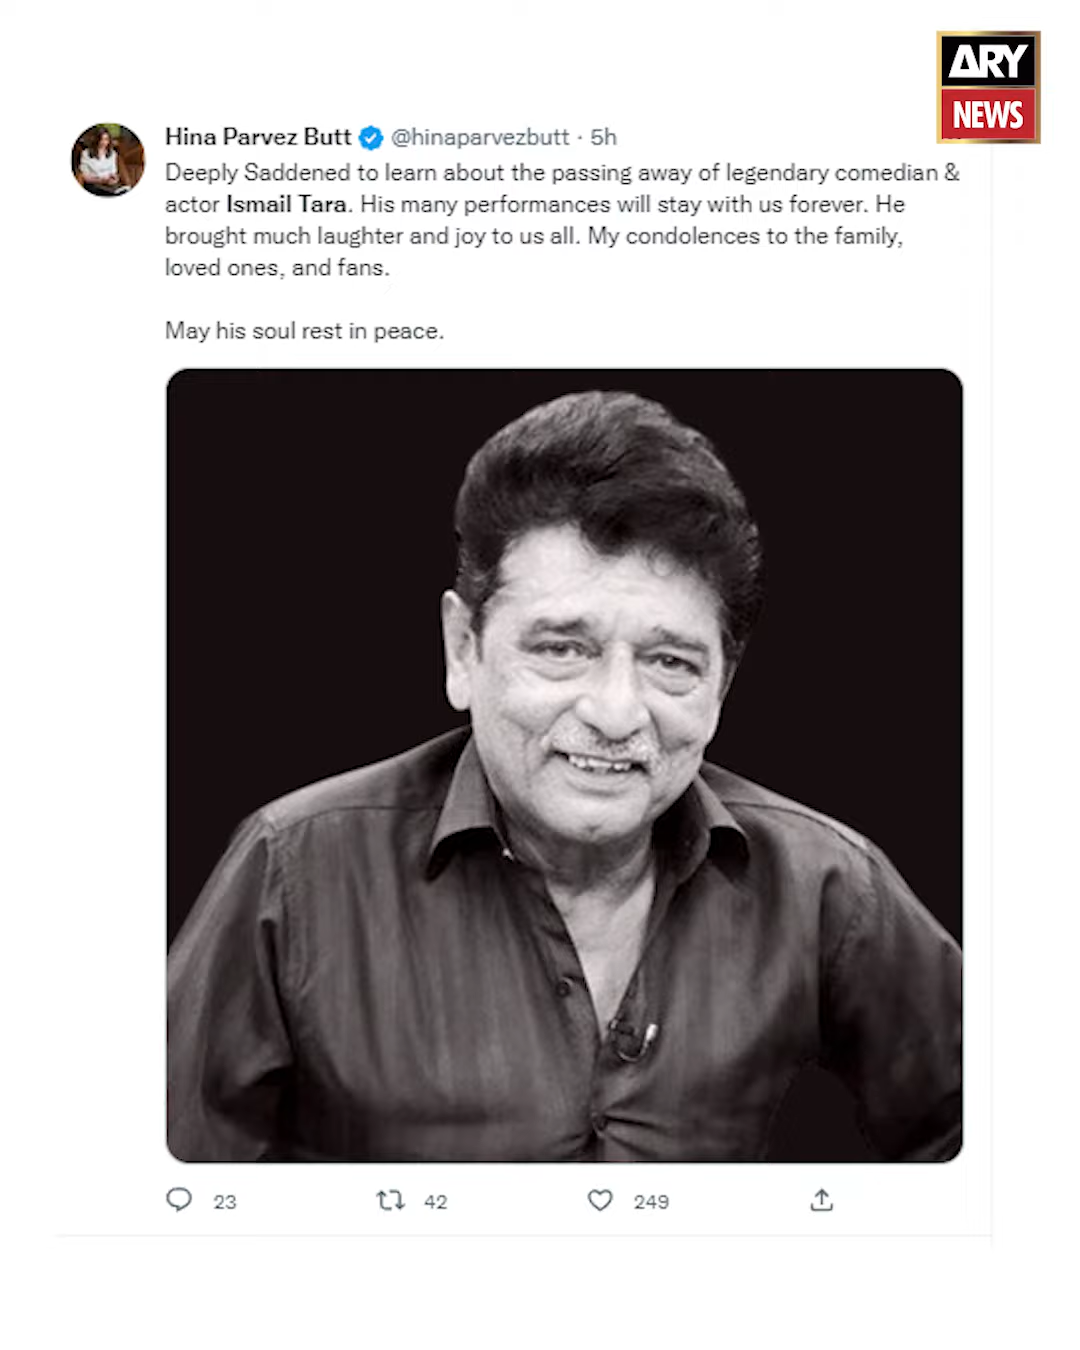 ARY
NEWS
Hina Parvez Butt @hinaparvezbutt · 5h
Deeply Saddened to learn about the passing away of legendary comedian &
actor Ismail Tara. His many performances will stay with us forever. He
brought much laughter and joy to us all. My condolences to the family,
loved ones, and fans.
May his soul rest in peace.
23 42 249